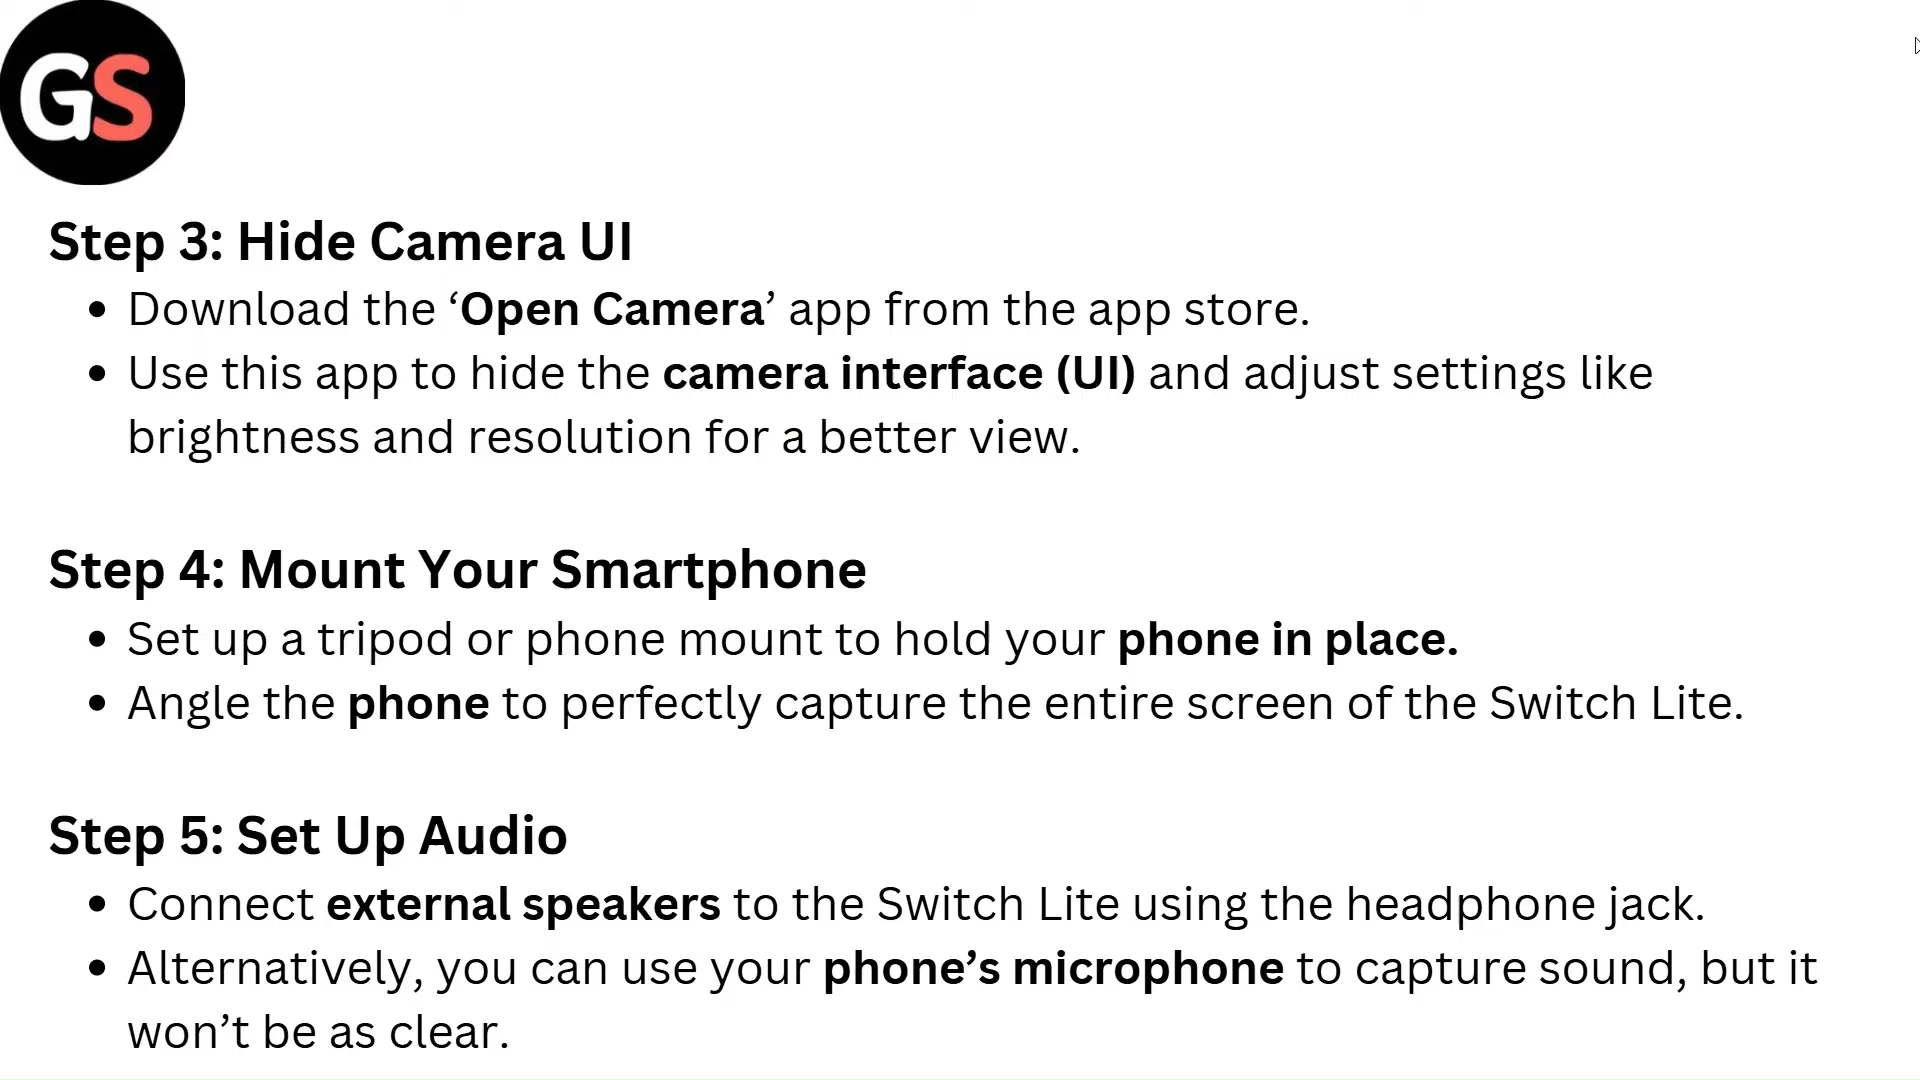 GS
Step 3: Hide Camera UI
• Download the ‘Open Camera’ app from the app store.
• Use this app to hide the camera interface (UI) and adjust settings like
brightness and resolution for a better view.
Step 4: Mount Your Smartphone
• Set up a tripod or phone mount to hold your phone in place.
• Angle the phone to perfectly capture the entire screen of the Switch Lite.
Step 5: Set Up Audio
• Connect external speakers to the Switch Lite using the headphone jack.
• Alternatively, you can use your phone’s microphone to capture sound, but it
won’t be as clear.